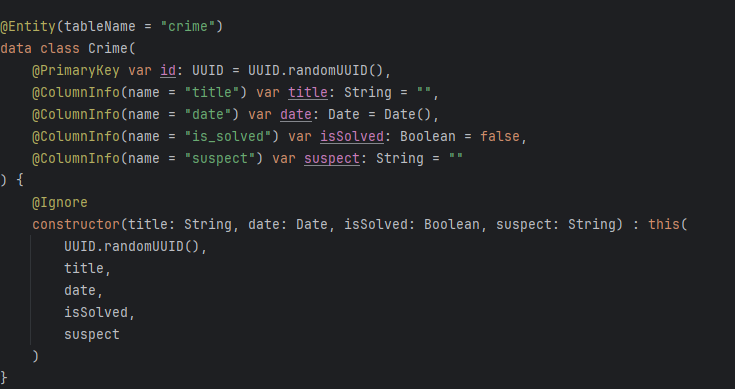 @Entity(tableName = "crime")
data class Crime(
    @PrimaryKey var id: UUID = UUID.randomUUID(),
    @ColumnInfo(name = "title") var title: String = "",
    @ColumnInfo(name = "date") var date: Date = Date(),
    @ColumnInfo(name = "is_solved") var isSolved: Boolean = false,
    @ColumnInfo(name = "suspect") var suspect: String = ""
) {
    @Ignore
    constructor(title: String, date: Date, isSolved: Boolean, suspect: String) : this(
        UUID.randomUUID(),
        title,
        date,
        isSolved,
        suspect
    )
}